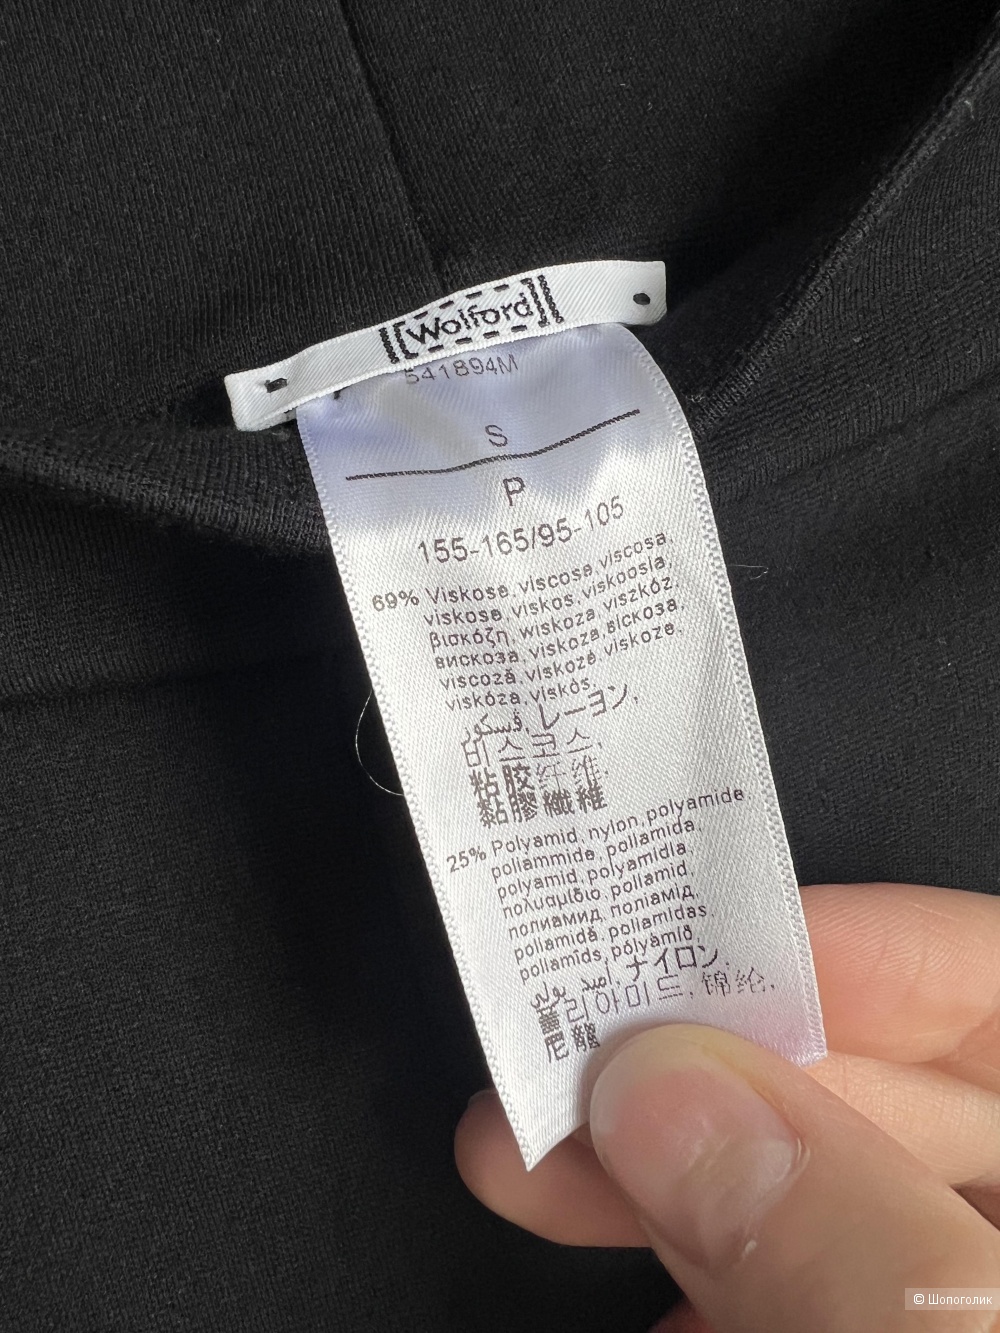 [Wolford]
541894M
S
P
155-165/95-105
69% Viskose, viscose, viscosa,
viskose, viskos, viskoosia,
βισκόζη, wiskoza, viszkóz,
вискоза, viskoza, віскоза,
viscoză, viskozė, viskoze,
viskóza, viskós,
فسكوز, レーヨン,
비스코스,
粘胶纤维,
黏膠纖維
25% Polyamid, nylon, polyamide,
poliammide, poliamida,
polyamid, polyamidia,
πολυαμίδιο, poliamid,
полиамид, поліамід,
poliamidă, poliamidas,
poliamīds, pólýamíð,
ナイロン,
폴리아미드, 锦纶,
尼龍
© Шопоголик